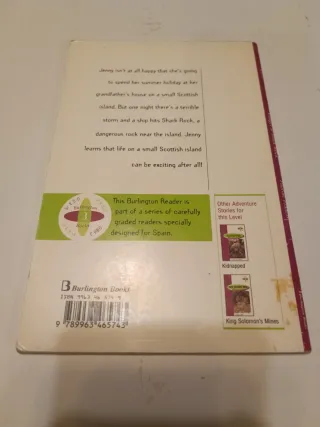 Jenny isn't at all happy that she's going
to spend her summer holiday at her
grandfather's house on a small Scottish
island. But one night there's a terrible
storm and a ship hits Shark Rock, a
dangerous rock near the island. Jenny
learns that life on a small Scottish island
can be exciting after all!
This Burlington Reader is
part of a series of carefully
graded readers specially
designed for Spain.
Other Adventure
Stories for
this Level
Kidnapped
King Solomon's Mines
B Burlington Books
9 789963 465743